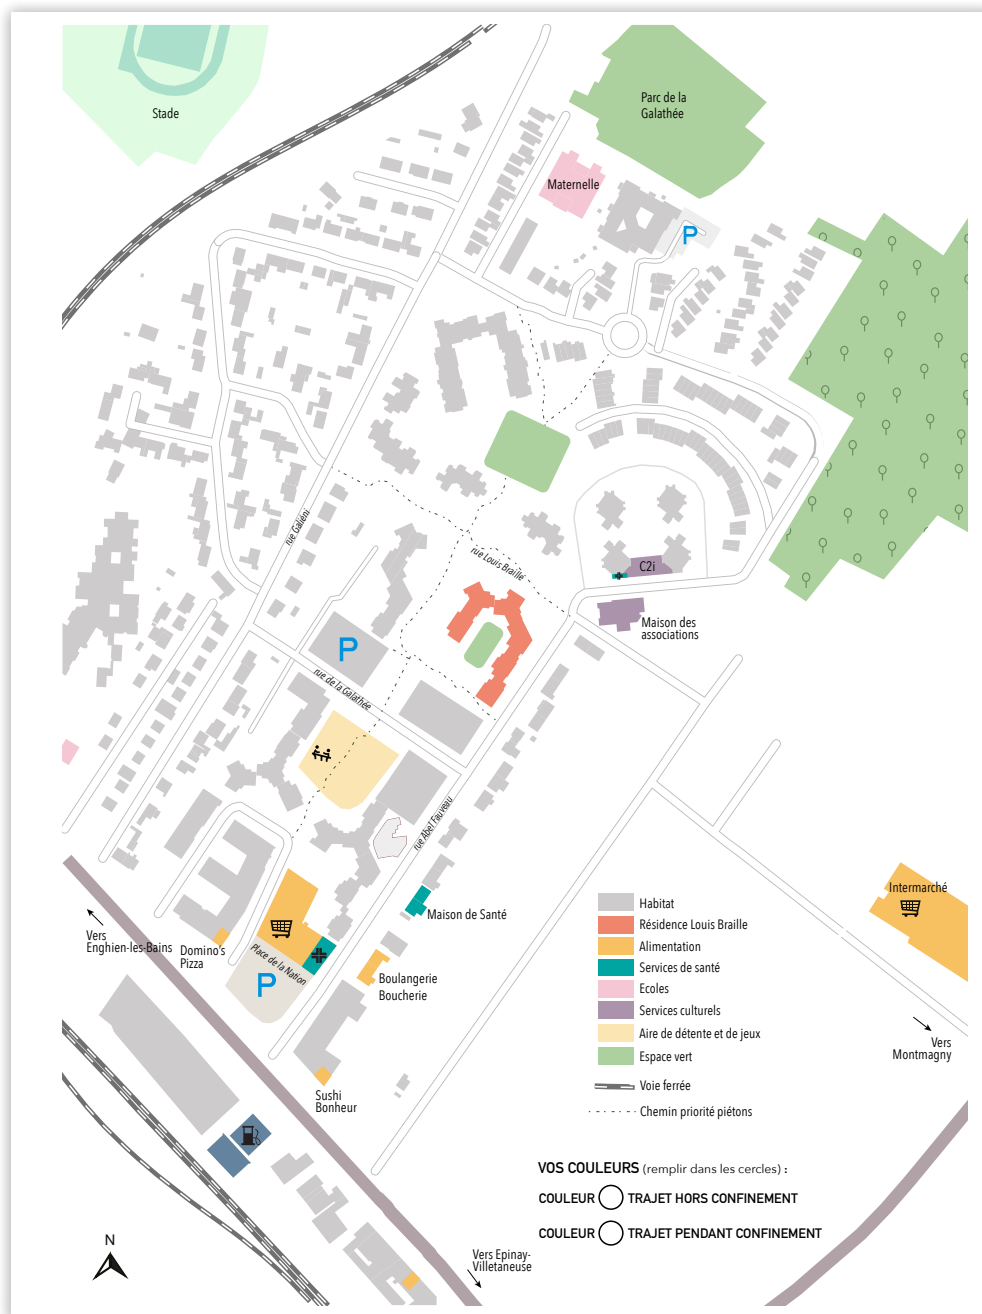 Stade
Parc de la
Galathée
Maternelle
P
rue Galiéni
rue Louis Braille
C2i
Maison des
associations
P
rue de la Galathée
rue Abel Fauveau
Intermarché
Maison de Santé
Vers
Enghien-les-Bains
Domino's
Pizza
Place de la Nation
P
Boulangerie
Boucherie
Sushi
Bonheur
Habitat
Résidence Louis Braille
Alimentation
Services de santé
Ecoles
Services culturels
Aire de détente et de jeux
Espace vert
Voie ferrée
Chemin priorité piétons
Vers
Montmagny
VOS COULEURS (remplir dans les cercles) :
COULEUR TRAJET HORS CONFINEMENT
COULEUR TRAJET PENDANT CONFINEMENT
N
Vers Epinay-
Villetaneuse